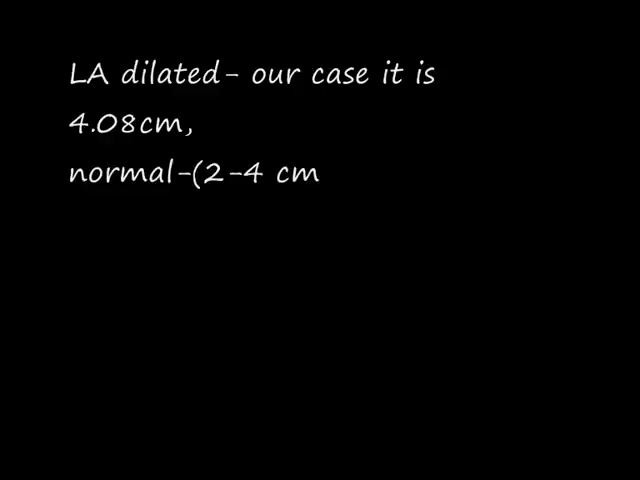 LA dilated- our case it is
4.08cm,
normal-(2-4 cm